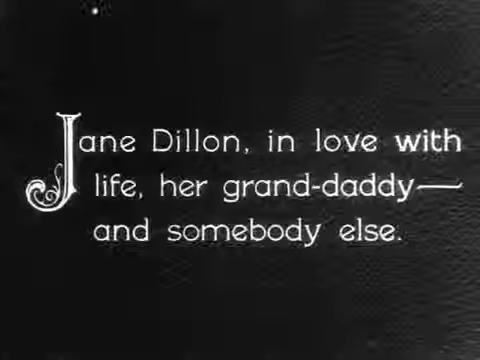 Jane Dillon, in love with
life, her grand-daddy—
and somebody else.